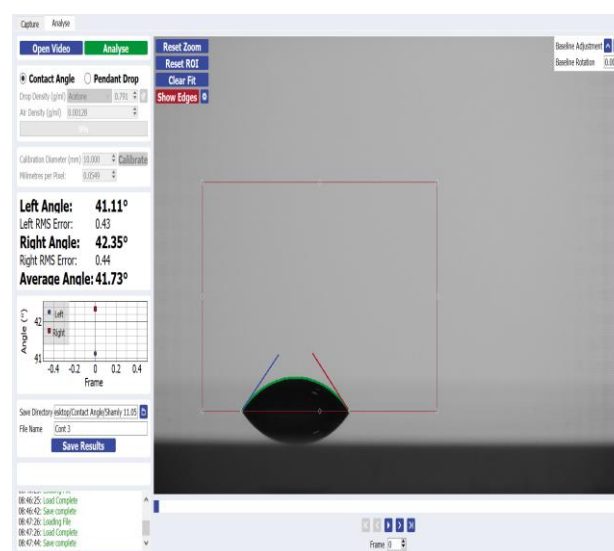 Capture Analyse
Open Video Analyse
Contact Angle Pendant Drop
Drop Density (g/ml) Acetone 0.791
Air Density (g/ml) 0.00128
Calibration Diameter (mm) 10.000 Calibrate
Millimetres per Pixel: 0.0549
Left Angle: 41.11°
Left RMS Error: 0.43
Right Angle: 42.35°
Right RMS Error: 0.44
Average Angle: 41.73°
Angle (°)
42
41
Left
Right
-0.4 -0.2 0 0.2 0.4
Frame
Save Directory esktop/Contact Angle/Shamly 11.05
File Name Cont 3
Save Results
08:46:25: Load Complete
08:46:42: Save complete
08:47:26: Loading File
08:47:26: Load Complete
08:47:44: Save complete
Reset Zoom
Reset ROI
Clear Fit
Show Edges
Baseline Adjustment
Baseline Rotation 0.00
Frame 0